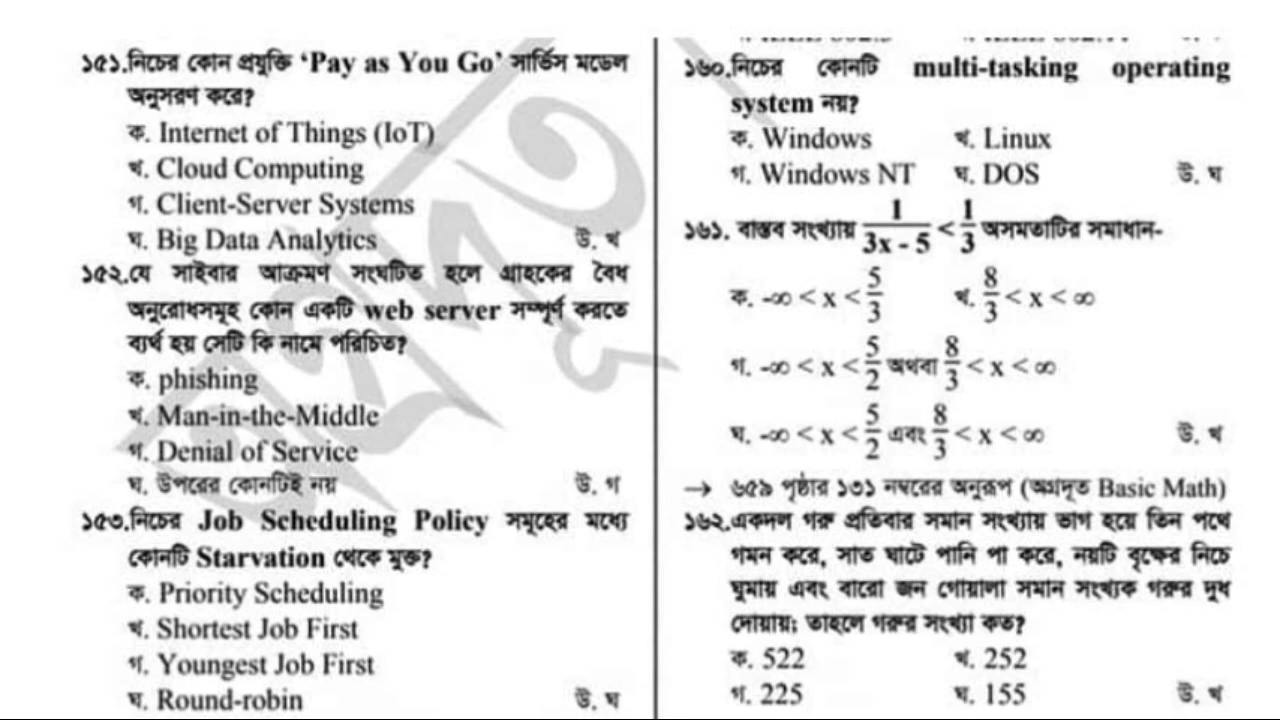 ১৫১.নিচের কোন প্রযুক্তি ‘Pay as You Go’ সার্ভিস মডেল
অনুসরণ করে?
ক. Internet of Things (IoT)
খ. Cloud Computing
গ. Client-Server Systems
ঘ. Big Data Analytics উ. খ
১৫২.যে সাইবার আক্রমণ সংঘটিত হলে গ্রাহকের বৈধ
অনুরোধসমূহ কোন একটি web server সম্পূর্ণ করতে
ব্যর্থ হয় সেটি কি নামে পরিচিত?
ক. phishing
খ. Man-in-the-Middle
গ. Denial of Service
ঘ. উপরের কোনটিই নয় উ. গ
১৫৩.নিচের Job Scheduling Policy সমূহের মধ্যে
কোনটি Starvation থেকে মুক্ত?
ক. Priority Scheduling
খ. Shortest Job First
গ. Youngest Job First
ঘ. Round-robin উ. ঘ
১৬০.নিচের কোনটি multi-tasking operating
system নয়?
ক. Windows খ. Linux
গ. Windows NT ঘ. DOS উ. ঘ
১৬১. বাস্তব সংখ্যায় 1/(3x - 5) < 1/3 অসমতাটির সমাধান-
ক. -∞ < x < 5/3 খ. 8/3 < x < ∞
গ. -∞ < x < 5/2 অথবা 8/3 < x < ∞
ঘ. -∞ < x < 5/2 এবং 8/3 < x < ∞ উ. খ
→ ৬৫৯ পৃষ্ঠার ১৩১ নম্বরের অনুরূপ (অগ্রদূত Basic Math)
১৬২.একদল গরু প্রতিবার সমান সংখ্যায় ভাগ হয়ে তিন পথে
গমন করে, সাত ঘাটে পানি পা করে, নয়টি বৃক্ষের নিচে
ঘুমায় এবং বারো জন গোয়ালা সমান সংখ্যক গরুর দুধ
দোয়ায়; তাহলে গরুর সংখ্যা কত?
ক. 522 খ. 252
গ. 225 ঘ. 155 উ. খ